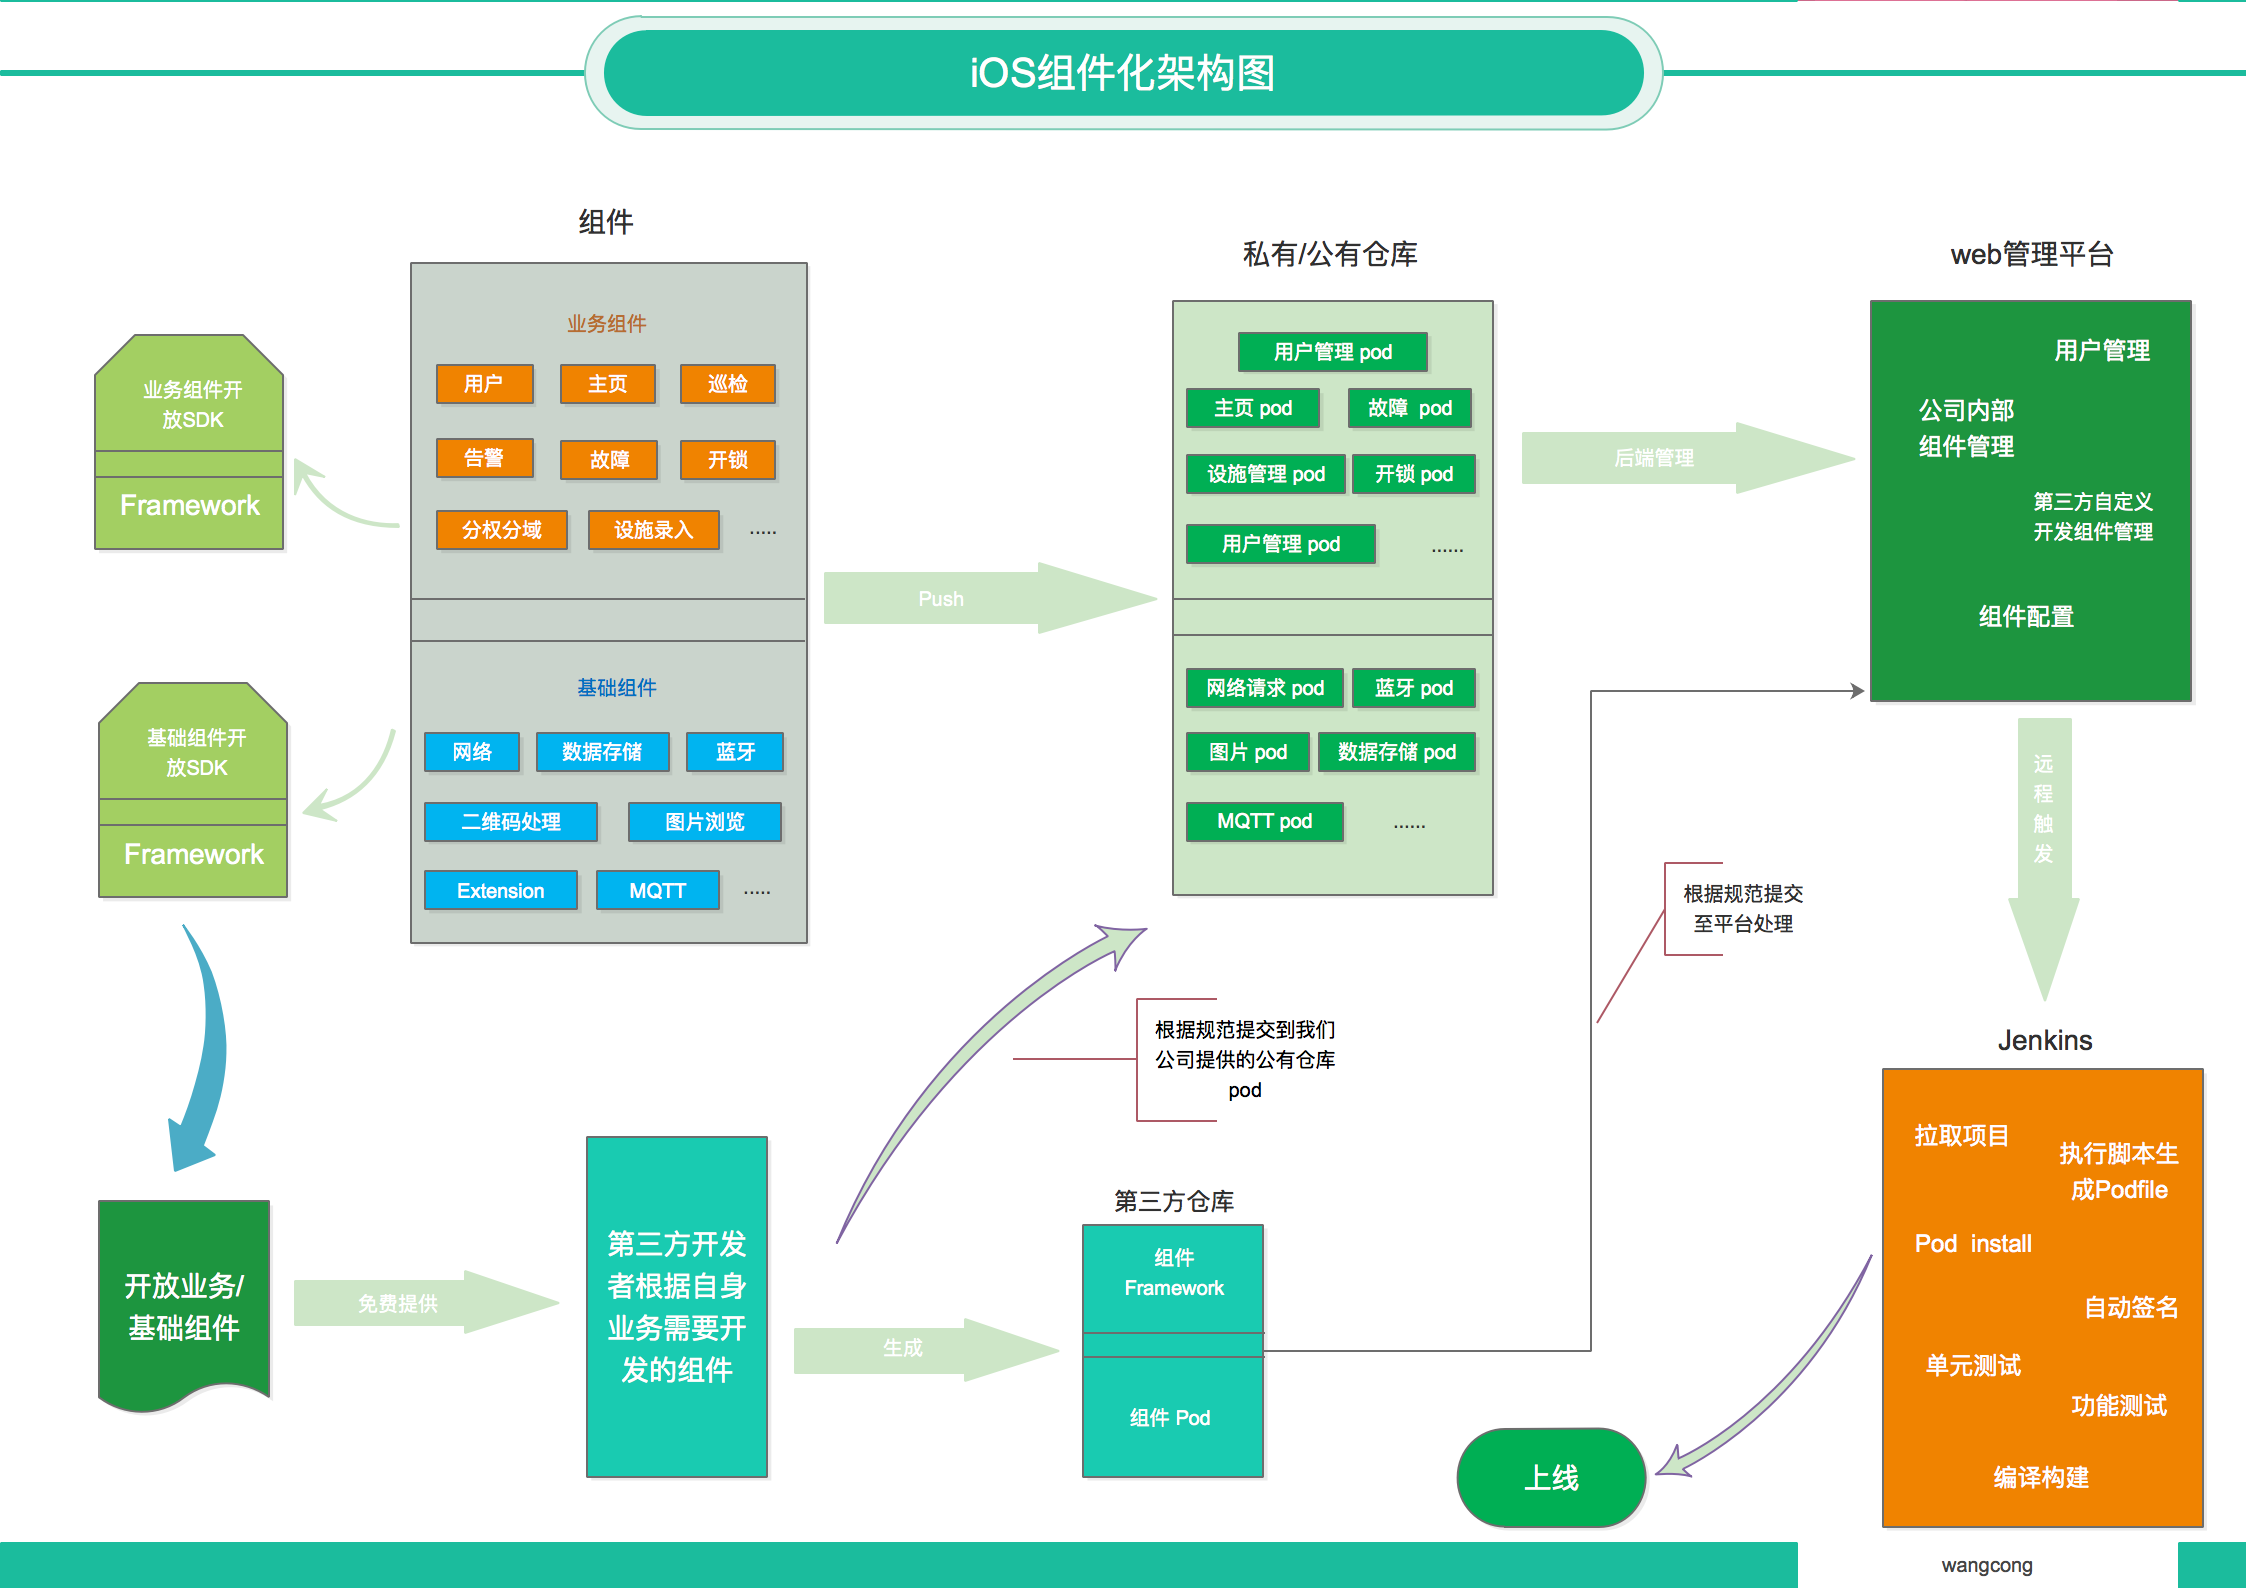 iOS组件化架构图
组件
私有/公有仓库
web管理平台
业务组件开
放SDK
Framework
基础组件开
放SDK
Framework
业务组件
用户
主页
巡检
告警
故障
开锁
分权分域
设施录入
.....
基础组件
网络
数据存储
蓝牙
二维码处理
图片浏览
Extension
MQTT
.....
Push
用户管理 pod
主页 pod
故障 pod
设施管理 pod
开锁 pod
用户管理 pod
......
网络请求 pod
蓝牙 pod
图片 pod
数据存储 pod
MQTT pod
......
后端管理
用户管理
公司内部
组件管理
第三方自定义
开发组件管理
组件配置
远
程
触
发
根据规范提交
至平台处理
根据规范提交到我们
公司提供的公有仓库
pod
开放业务/
基础组件
免费提供
第三方开发
者根据自身
业务需要开
发的组件
生成
第三方仓库
组件
Framework
组件 Pod
Jenkins
拉取项目
执行脚本生
成Podfile
Pod install
自动签名
单元测试
功能测试
编译构建
上线
wangcong